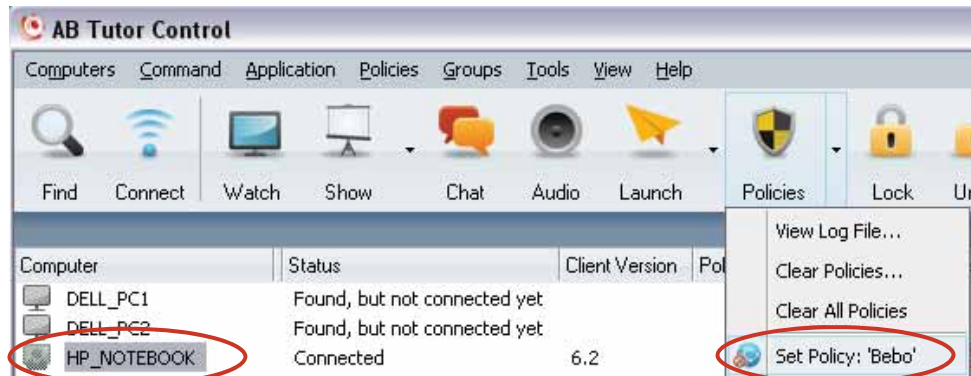 AB Tutor Control
Computers Command Application Policies Groups Tools View Help
Find Connect Watch Show Chat Audio Launch Policies Lock
View Log File...
Computer Status Client Version Pol
Clear Policies...
DELL_PC1 Found, but not connected yet
Clear All Policies
DELL_PC2 Found, but not connected yet
HP_NOTEBOOK Connected 6.2
Set Policy: 'Bebo'